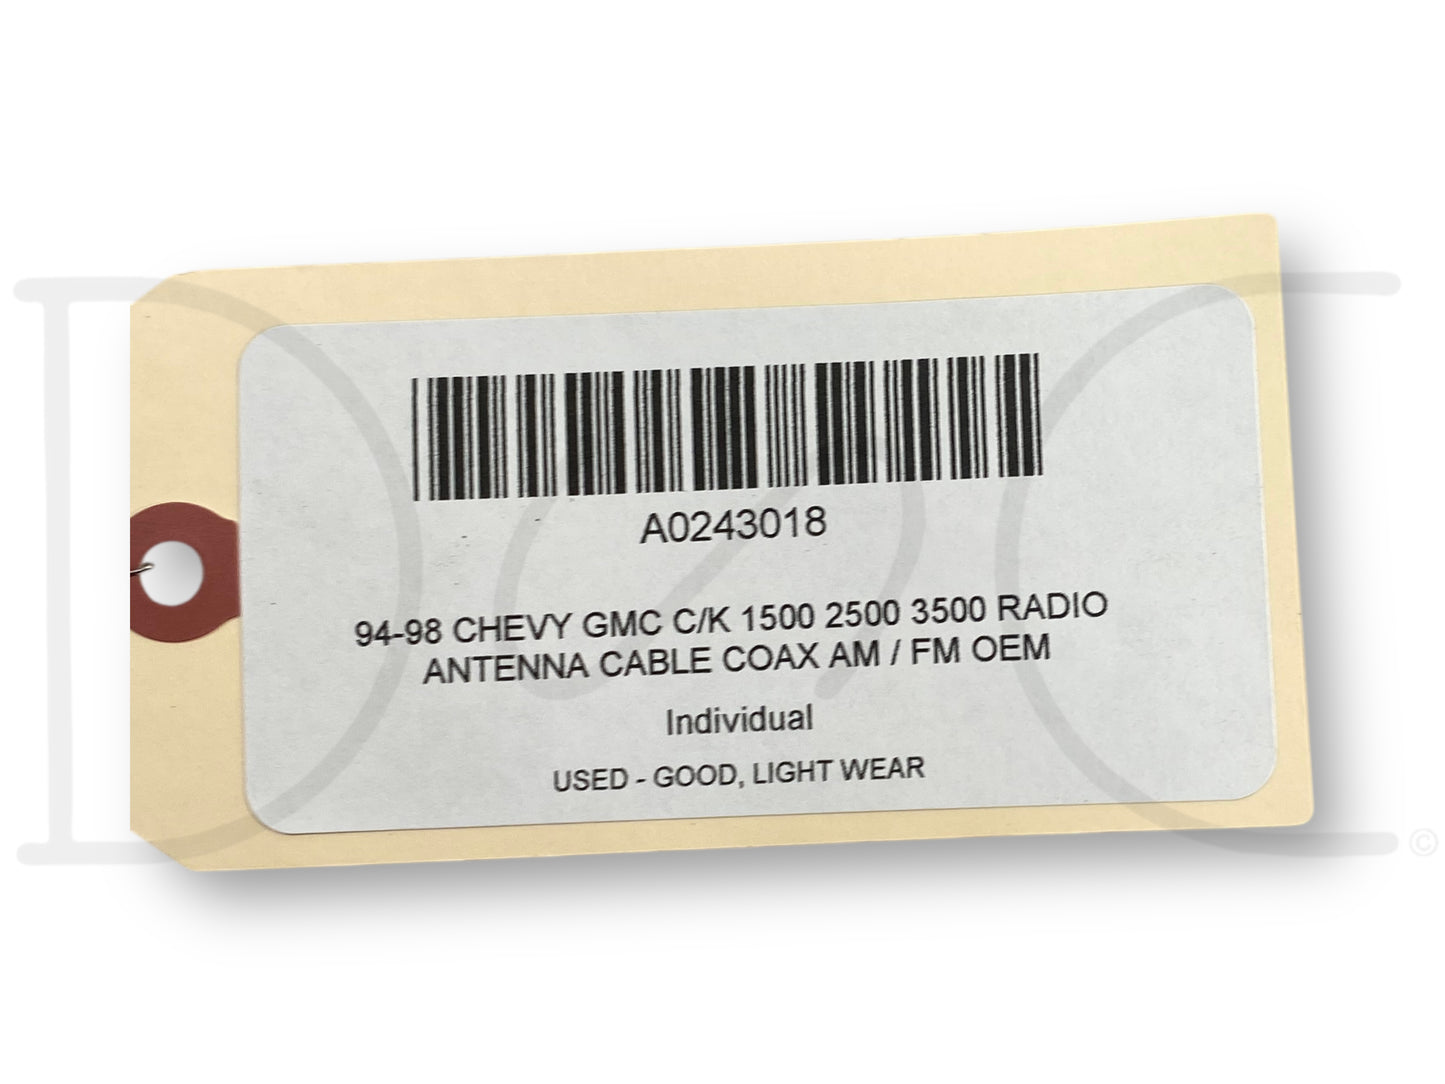 A0243018
94-98 CHEVY GMC C/K 1500 2500 3500 RADIO
ANTENNA CABLE COAX AM / FM OEM
Individual
USED - GOOD, LIGHT WEAR
©